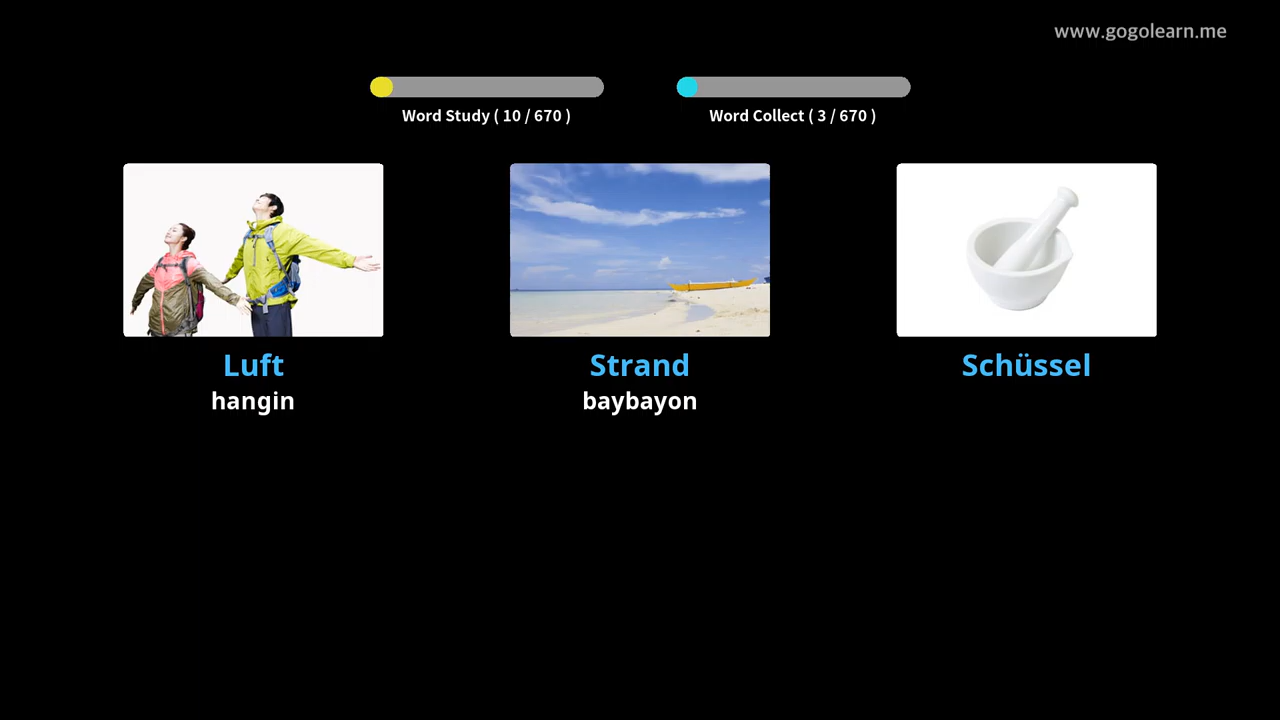 www.gogolearn.me
Word Study ( 10 / 670 )
Word Collect ( 3 / 670 )
Luft
hangin
Strand
baybayon
Schüssel